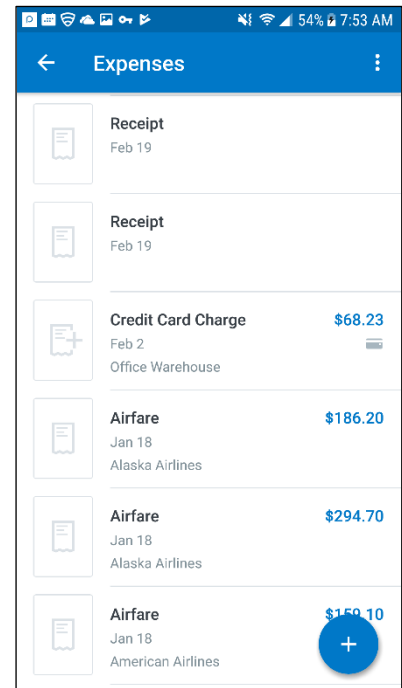 54% 7:53 AM
Expenses
Receipt
Feb 19
Receipt
Feb 19
Credit Card Charge $68.23
Feb 2
Office Warehouse
Airfare $186.20
Jan 18
Alaska Airlines
Airfare $294.70
Jan 18
Alaska Airlines
Airfare $159.10
Jan 18
American Airlines